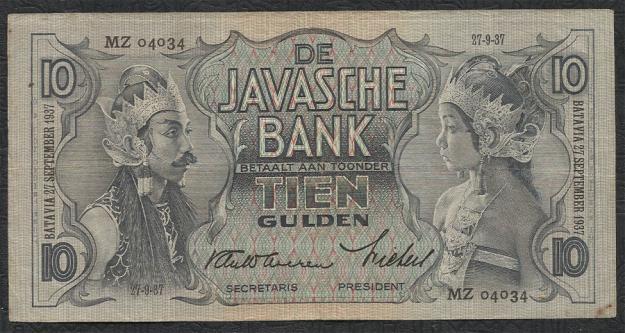 MZ 04034
27-9-37
10
10
DE
JAVASCHE
BANK
BETAALT AAN TOONDER
TIEN
GULDEN
BATAVIA 27 SEPTEMBER 1937
BATAVIA 27 SEPTEMBER 1937
10
10
27-9-37
SECRETARIS
PRESIDENT
MZ 04034